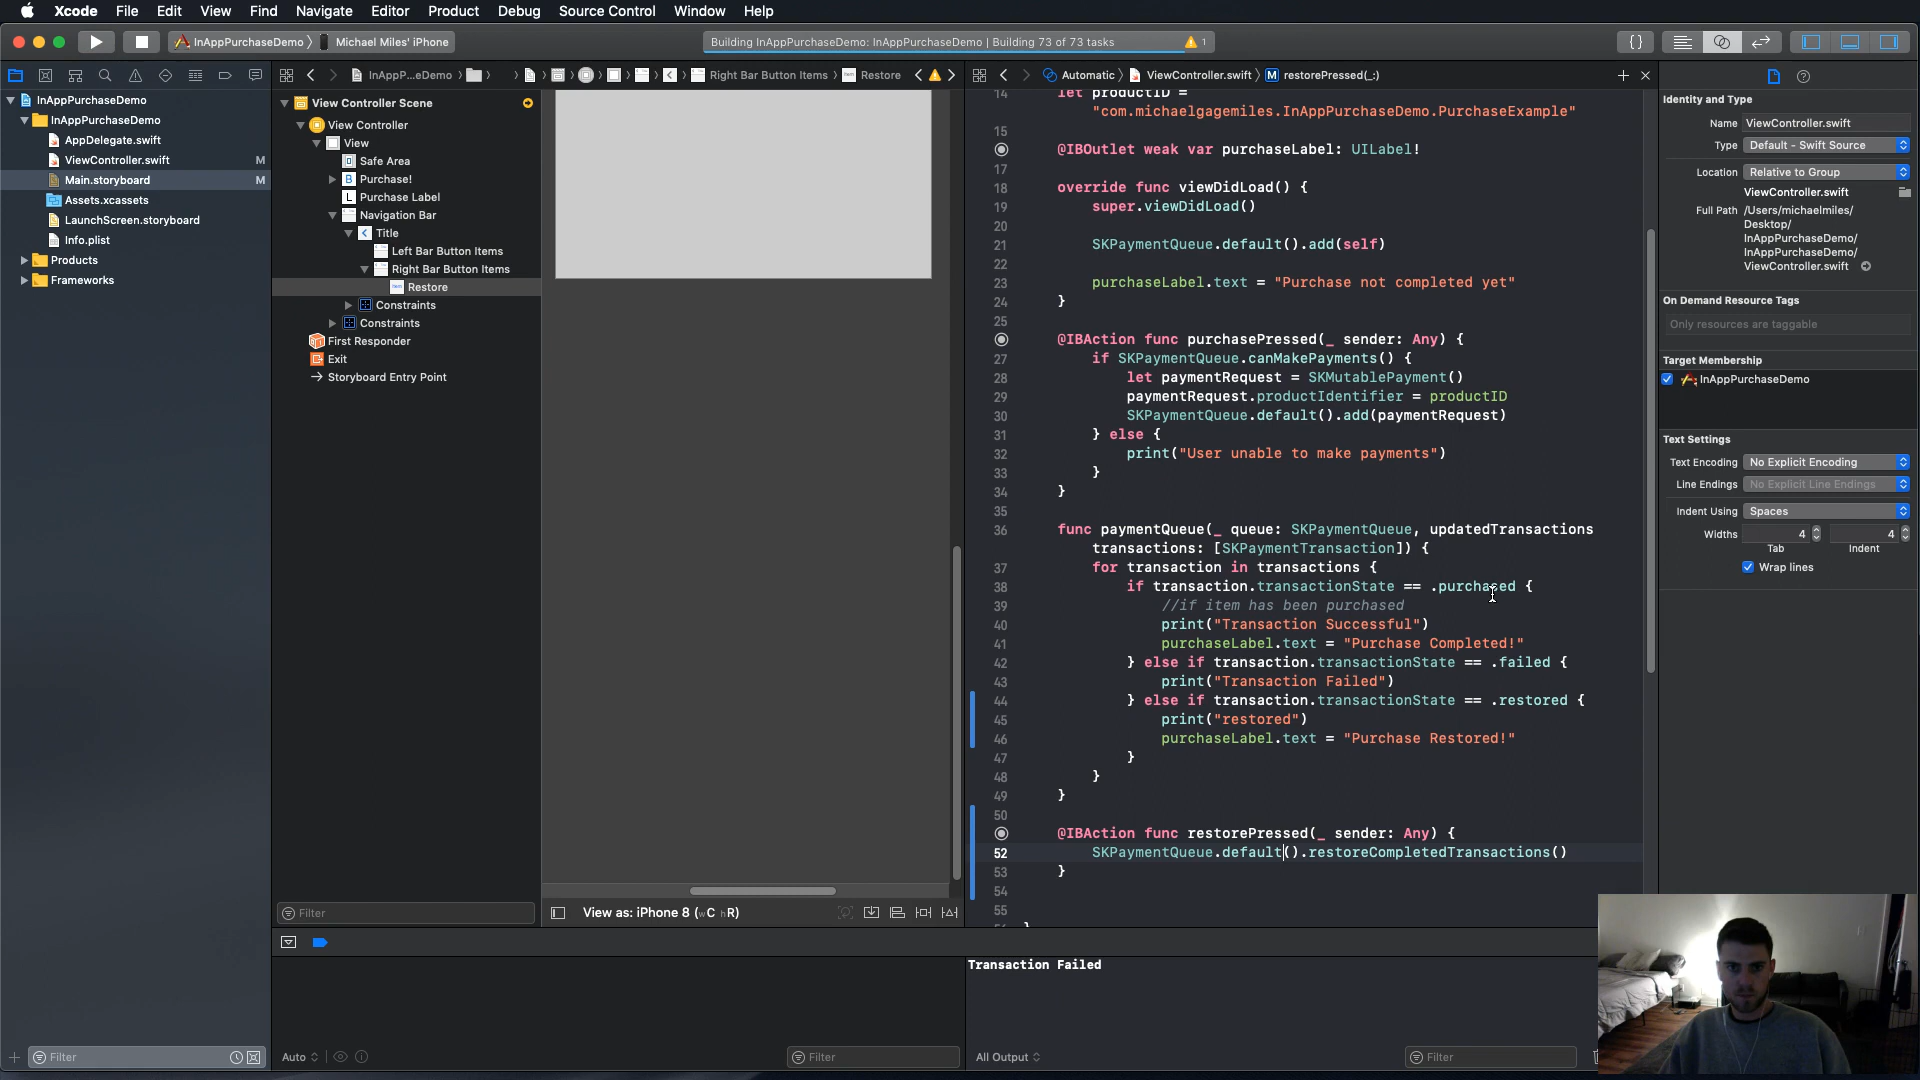 Xcode File Edit View Find Navigate Editor Product Debug Source Control Window Help
InAppPurchaseDemo Michael Miles' iPhone
Building InAppPurchaseDemo: InAppPurchaseDemo | Building 73 of 73 tasks 1
InAppP...eDemo Right Bar Button Items Restore
Automatic ViewController.swift M restorePressed(_:)
InAppPurchaseDemo
InAppPurchaseDemo
AppDelegate.swift
ViewController.swift M
Main.storyboard M
Assets.xcassets
LaunchScreen.storyboard
Info.plist
Products
Frameworks
Filter
View Controller Scene
View Controller
View
Safe Area
B Purchase!
L Purchase Label
Navigation Bar
Title
Left Bar Button Items
Right Bar Button Items
Restore
Constraints
Constraints
First Responder
Exit
Storyboard Entry Point
Filter
View as: iPhone 8 (wC hR)
14 let productID =
"com.michaelgagemiles.InAppPurchaseDemo.PurchaseExample"
15
@IBOutlet weak var purchaseLabel: UILabel!
17
18 override func viewDidLoad() {
19 super.viewDidLoad()
20
21 SKPaymentQueue.default().add(self)
22
23 purchaseLabel.text = "Purchase not completed yet"
24 }
25
@IBAction func purchasePressed(_ sender: Any) {
27 if SKPaymentQueue.canMakePayments() {
28 let paymentRequest = SKMutablePayment()
29 paymentRequest.productIdentifier = productID
30 SKPaymentQueue.default().add(paymentRequest)
31 } else {
32 print("User unable to make payments")
33 }
34 }
35
36 func paymentQueue(_ queue: SKPaymentQueue, updatedTransactions
transactions: [SKPaymentTransaction]) {
37 for transaction in transactions {
38 if transaction.transactionState == .purchased {
39 //if item has been purchased
40 print("Transaction Successful")
41 purchaseLabel.text = "Purchase Completed!"
42 } else if transaction.transactionState == .failed {
43 print("Transaction Failed")
44 } else if transaction.transactionState == .restored {
45 print("restored")
46 purchaseLabel.text = "Purchase Restored!"
47 }
48 }
49 }
50
@IBAction func restorePressed(_ sender: Any) {
52 SKPaymentQueue.default().restoreCompletedTransactions()
53 }
54
55
}
Transaction Failed
Auto
Filter
All Output
Filter
Identity and Type
Name ViewController.swift
Type Default - Swift Source
Location Relative to Group
ViewController.swift
Full Path /Users/michaelmiles/
Desktop/
InAppPurchaseDemo/
InAppPurchaseDemo/
ViewController.swift
On Demand Resource Tags
Only resources are taggable
Target Membership
InAppPurchaseDemo
Text Settings
Text Encoding No Explicit Encoding
Line Endings No Explicit Line Endings
Indent Using Spaces
Widths 4 4
Tab Indent
Wrap lines